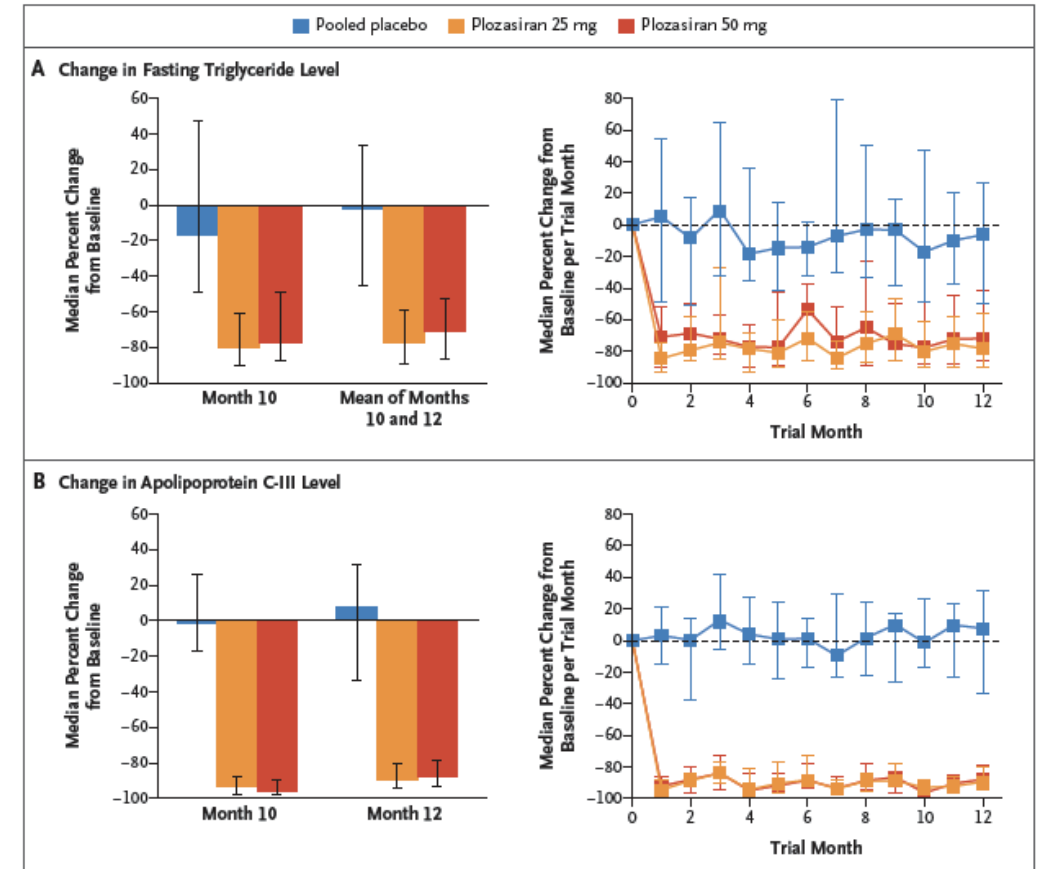 Pooled placebo Plozasiran 25 mg Plozasiran 50 mg
A Change in Fasting Triglyceride Level
Median Percent Change
from Baseline
60
40
20
0
−20
−40
−60
−80
−100
Month 10
Mean of Months
10 and 12
Median Percent Change from
Baseline per Trial Month
80
60
40
20
0
−20
−40
−60
−80
−100
0 2 4 6 8 10 12
Trial Month
B Change in Apolipoprotein C-III Level
Median Percent Change
from Baseline
60
40
20
0
−20
−40
−60
−80
−100
Month 10
Month 12
Median Percent Change from
Baseline per Trial Month
80
60
40
20
0
−20
−40
−60
−80
−100
0 2 4 6 8 10 12
Trial Month